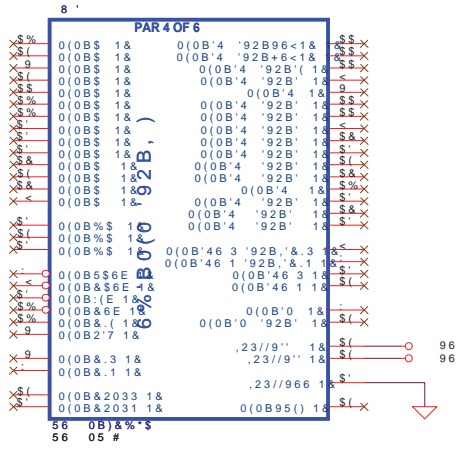 8 '
PAR 4 OF 6
$% 0(0B$ 1& 0(0B'4 '92B96<1& $$
$( 0(0B$ 1& 0(0B'4 '92B+6<1& $$
9 0(0B$ 1& 0(0B'4 '92B'( 1& $$
$( 0(0B$ 1& 0(0B'4 '92B' 1& <
$$ 0(0B$ 1& 0(0B'4 1& 9
$% 0(0B$ 1& 0(0B'4 '92B' 1& $$
$% 0(0B$ 1& 0(0B'4 '92B' 1& $$
$' 0(0B$ 1& 0(0B'4 '92B' 1& <
$' 0(0B$ 1& 0(0B'4 '92B' 1& $&
$' 0(0B$ 1& 0(0B'4 '92B' 1& $(
$& 0(0B$ 1& 0(0B'4 '92B' 1& $'
$( 0(0B$ 1& 0(0B'4 '92B' 1& $&
$& 0(0B$ 1& 0(0B'4 1& $%
< 0(0B$ 1& 0(0B'4 '92B' 1& $'
0(0B'4 '92B' 1& $&
$' 0(0B%$ 1& 0(0B'4 '92B' 1& $'
$( 0(0B%$ 1&
$' 0(0B%$ 1& 0(0B'46 3 '92B,'&.3 1& <
0(0B'46 1 '92B,'&.1 1& :
: 0(0B5$6E 1& 0(0B'46 3 1& $'
< 0(0B&$6E 1& 0(0B'46 1 1& $(
$' 0(0B:(E 1&
$% 0(0B&6E 1& 0(0B'0 1& :
$% 0(0B&.( 1& 0(0B'0 '92B' 1& $(
9 0(0B2'7 1&
,23//9'' 1& $( 96
9 0(0B&.3 1& ,23//9'' 1& $( 96
: 0(0B&.1 1&
,23//966 1& $'
$( 0(0B&2033 1&
$' 0(0B&2031 1& 0(0B95() 1& $(
6%­B0(0 '92B, )
56 0B)&%*$
56 05 #